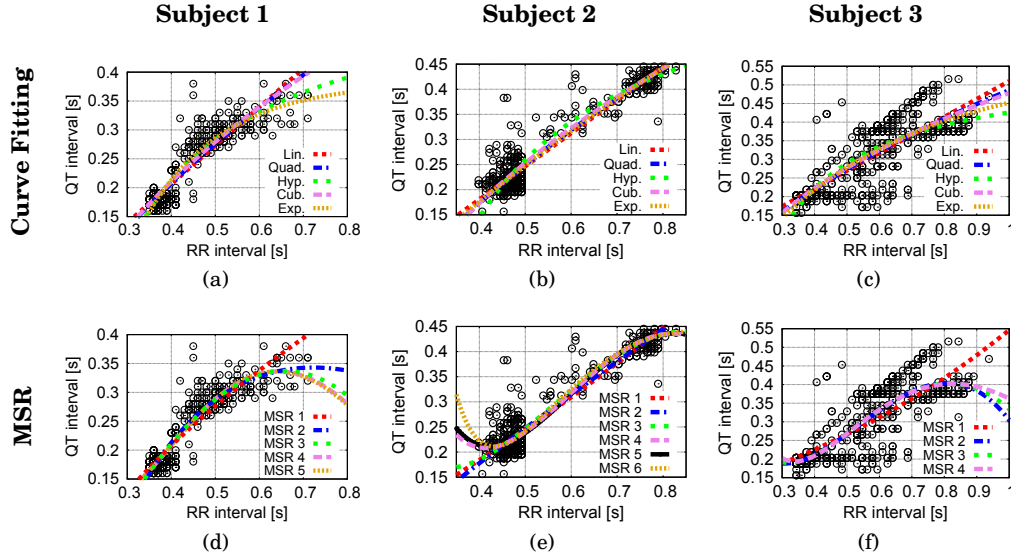 Subject 1 Subject 2 Subject 3
Curve Fitting
QT interval [s]
0.4
0.35
0.3
0.25
0.2
0.15
Lin.
Quad.
Hyp.
Cub.
Exp.
0.3 0.4 0.5 0.6 0.7 0.8
RR interval [s]
(a)
QT interval [s]
0.45
0.4
0.35
0.3
0.25
0.2
0.15
Lin.
Quad.
Hyp.
Cub.
Exp.
0.4 0.5 0.6 0.7 0.8
RR interval [s]
(b)
QT interval [s]
0.55
0.5
0.45
0.4
0.35
0.3
0.25
0.2
0.15
Lin.
Quad.
Hyp.
Cub.
Exp.
0.3 0.4 0.5 0.6 0.7 0.8 0.9 1
RR interval [s]
(c)
MSR
QT interval [s]
0.4
0.35
0.3
0.25
0.2
0.15
MSR 1
MSR 2
MSR 3
MSR 4
MSR 5
0.3 0.4 0.5 0.6 0.7 0.8
RR interval [s]
(d)
QT interval [s]
0.45
0.4
0.35
0.3
0.25
0.2
0.15
MSR 1
MSR 2
MSR 3
MSR 4
MSR 5
MSR 6
0.4 0.5 0.6 0.7 0.8
RR interval [s]
(e)
QT interval [s]
0.55
0.5
0.45
0.4
0.35
0.3
0.25
0.2
0.15
MSR 1
MSR 2
MSR 3
MSR 4
0.3 0.4 0.5 0.6 0.7 0.8 0.9 1
RR interval [s]
(f)